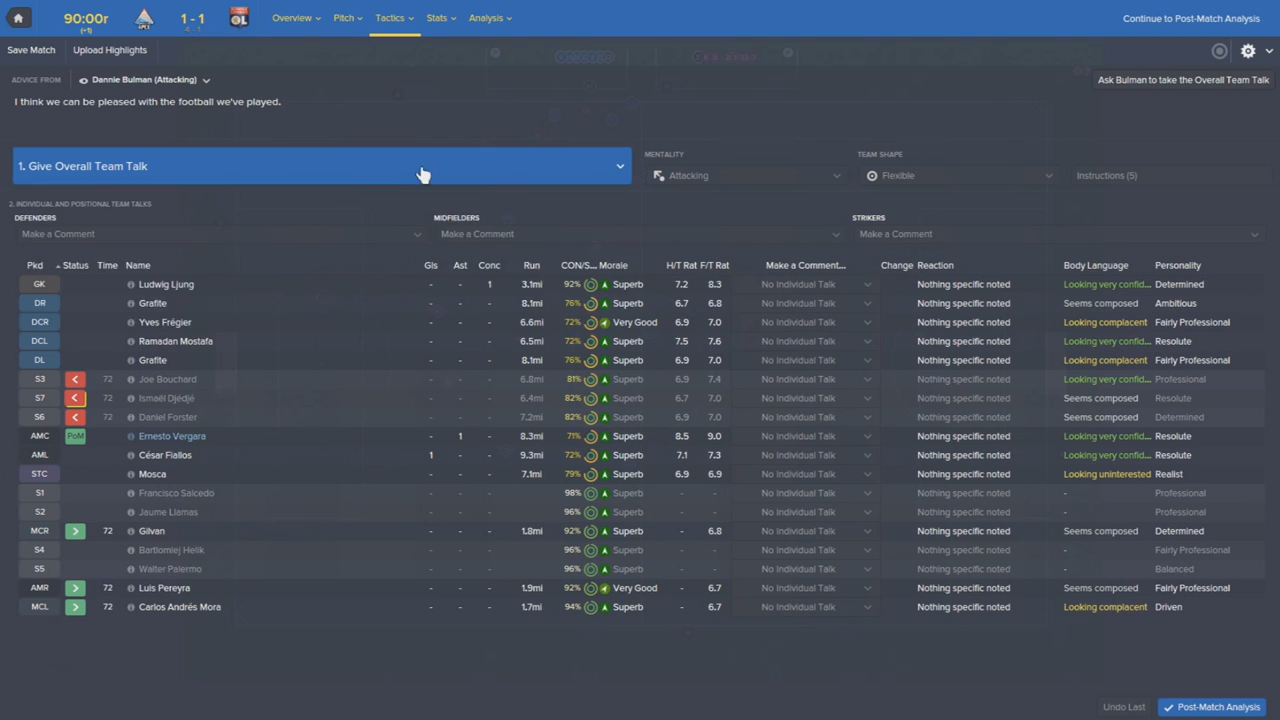 90:00r 1 - 1 OL Overview Pitch Tactics Stats Analysis Continue to Post-Match Analysis
(+1) 4 - 1
Save Match Upload Highlights
ADVICE FROM Dannie Bulman (Attacking) Ask Bulman to take the Overall Team Talk
I think we can be pleased with the football we've played.
1. Give Overall Team Talk
MENTALITY TEAM SHAPE
Attacking Flexible Instructions (5)
2. INDIVIDUAL AND POSITIONAL TEAM TALKS
DEFENDERS MIDFIELDERS STRIKERS
Make a Comment Make a Comment Make a Comment
Pkd Status Time Name Gls Ast Conc Run CON/S... Morale H/T Rat F/T Rat Make a Comment... Change Reaction Body Language Personality
GK Ludwig Ljung - - 1 3.1mi 92% Superb 7.2 8.3 No Individual Talk Nothing specific noted Looking very confid... Determined
DR Grafite - - - 8.1mi 76% Superb 6.7 6.8 No Individual Talk Nothing specific noted Seems composed Ambitious
DCR Yves Frégier - - - 6.6mi 72% Very Good 6.9 7.0 No Individual Talk Nothing specific noted Looking complacent Fairly Professional
DCL Ramadan Mostafa - - - 6.5mi 72% Superb 7.5 7.6 No Individual Talk Nothing specific noted Looking very confid... Resolute
DL Grafite - - - 8.1mi 76% Superb 6.9 7.0 No Individual Talk Nothing specific noted Looking complacent Fairly Professional
S3 72 Joe Bouchard - - - 6.8mi 81% Superb 6.9 7.4 No Individual Talk Nothing specific noted Looking very confid... Professional
S7 72 Ismaël Djédjé - - - 6.4mi 82% Superb 6.7 7.0 No Individual Talk Nothing specific noted Seems composed Resolute
S6 72 Daniel Forster - - - 7.2mi 82% Superb 6.9 7.0 No Individual Talk Nothing specific noted Seems composed Determined
AMC PoM Ernesto Vergara - 1 - 8.3mi 71% Superb 8.5 9.0 No Individual Talk Nothing specific noted Looking very confid... Resolute
AML César Fiallos 1 - - 9.3mi 72% Superb 7.1 7.3 No Individual Talk Nothing specific noted Looking very confid... Resolute
STC Mosca - - - 7.1mi 79% Superb 6.9 6.9 No Individual Talk Nothing specific noted Looking uninterested Realist
S1 Francisco Salcedo - - - 98% Superb - - No Individual Talk Nothing specific noted - Professional
S2 Jaume Llamas - - - 96% Superb - - No Individual Talk Nothing specific noted - Professional
MCR 72 Gilvan - - - 1.8mi 92% Superb - 6.8 No Individual Talk Nothing specific noted Seems composed Determined
S4 Bartlomiej Helik - - - 96% Superb - - No Individual Talk Nothing specific noted - Fairly Professional
S5 Walter Palermo - - - 96% Superb - - No Individual Talk Nothing specific noted - Balanced
AMR 72 Luis Pereyra - - - 1.9mi 92% Very Good - 6.7 No Individual Talk Nothing specific noted Seems composed Fairly Professional
MCL 72 Carlos Andrés Mora - - - 1.7mi 94% Superb - 6.7 No Individual Talk Nothing specific noted Looking complacent Driven
Undo Last Post-Match Analysis